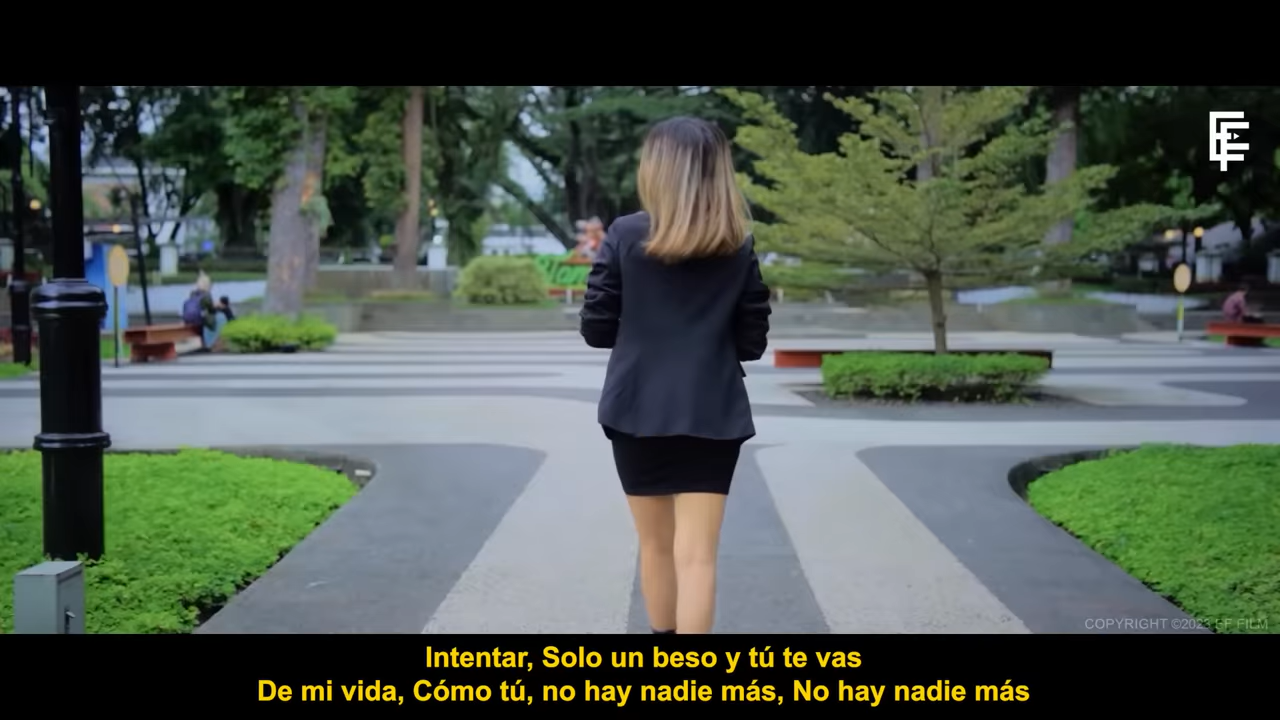 COPYRIGHT ©2023 EF FILM
Intentar, Solo un beso y tú te vas
De mi vida, Cómo tú, no hay nadie más, No hay nadie más